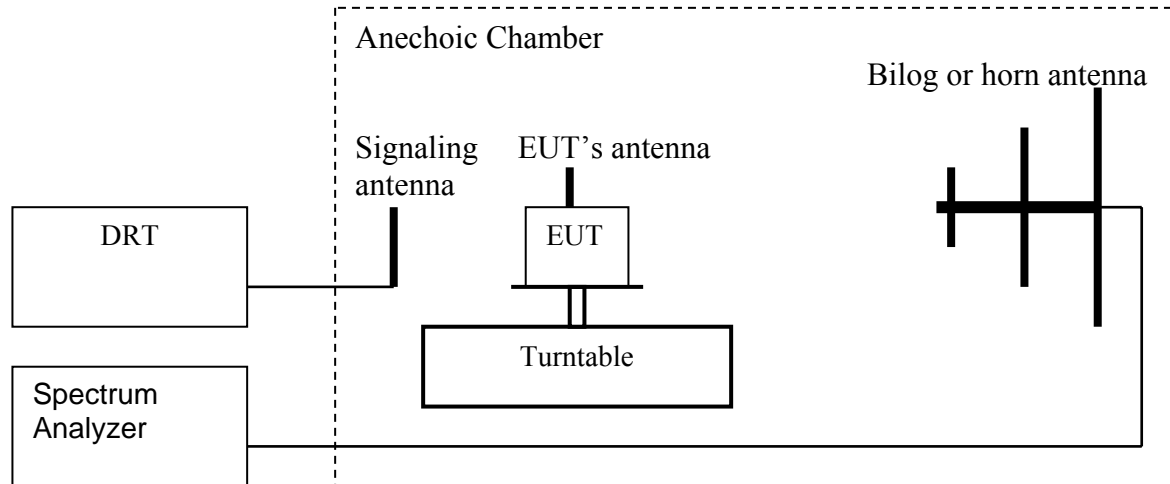 Anechoic Chamber
Bilog or horn antenna
Signaling
antenna
EUT’s antenna
DRT
EUT
Turntable
Spectrum
Analyzer